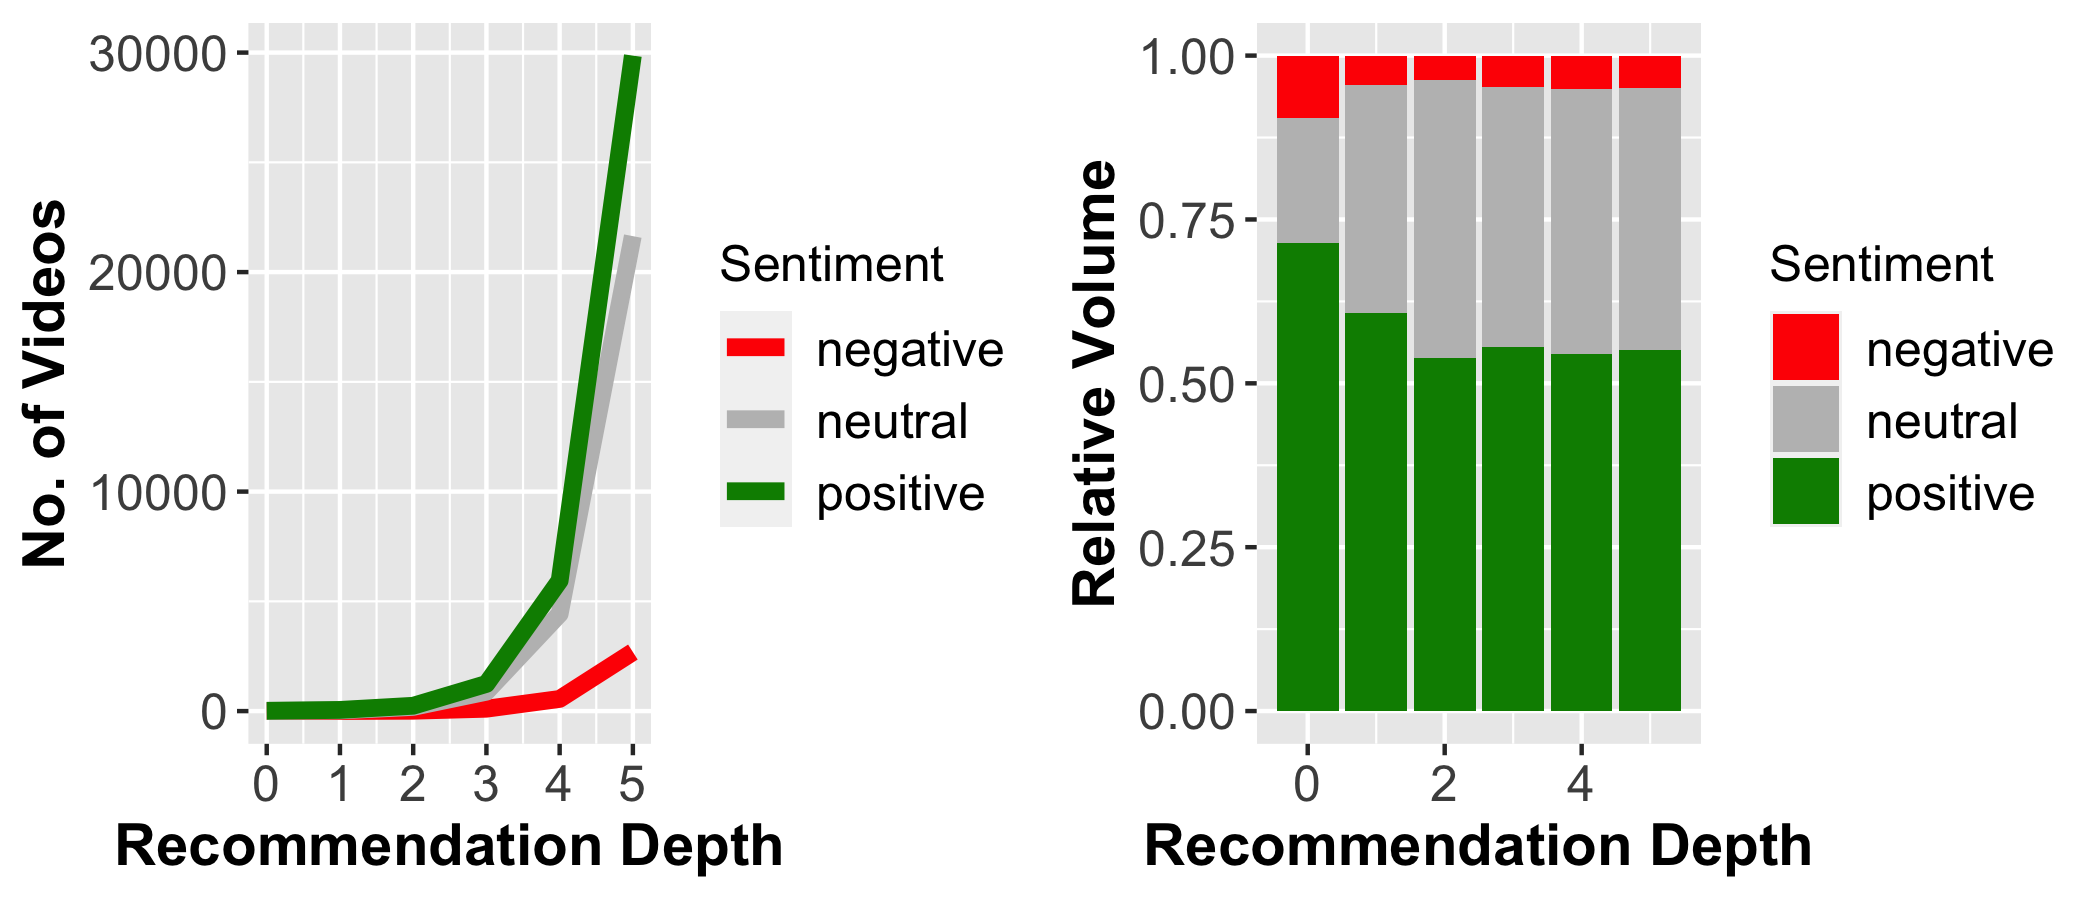 No. of Videos
30000
20000
10000
0
0 1 2 3 4 5
Recommendation Depth
Sentiment
negative
neutral
positive
Relative Volume
1.00
0.75
0.50
0.25
0.00
0 2 4
Recommendation Depth
Sentiment
negative
neutral
positive